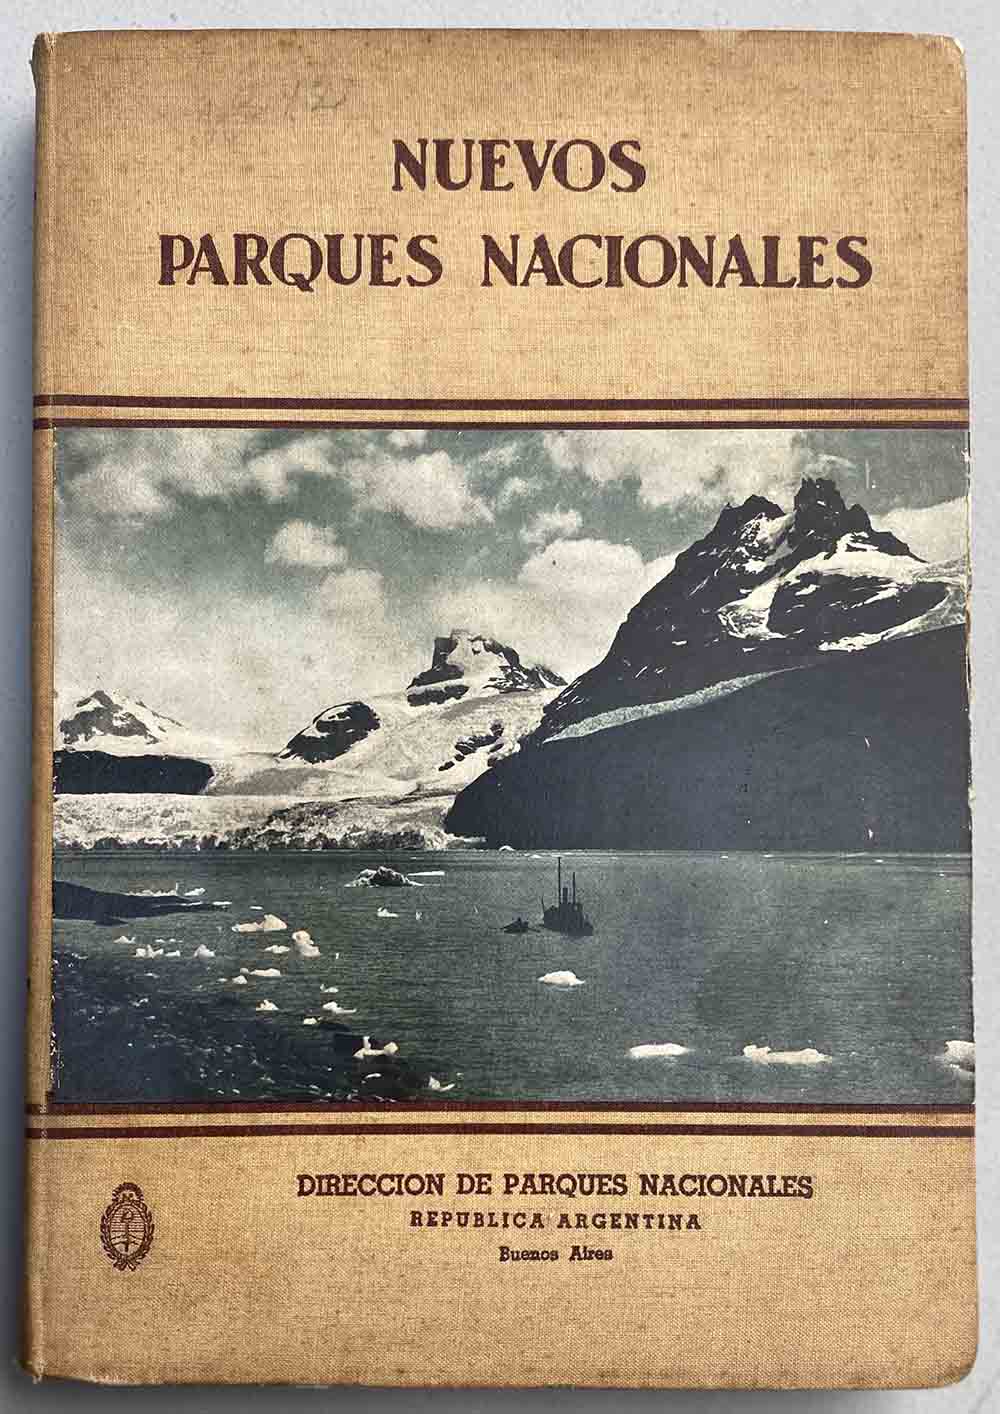 NUEVOS
PARQUES NACIONALES
DIRECCION DE PARQUES NACIONALES
REPUBLICA ARGENTINA
Buenos Aires